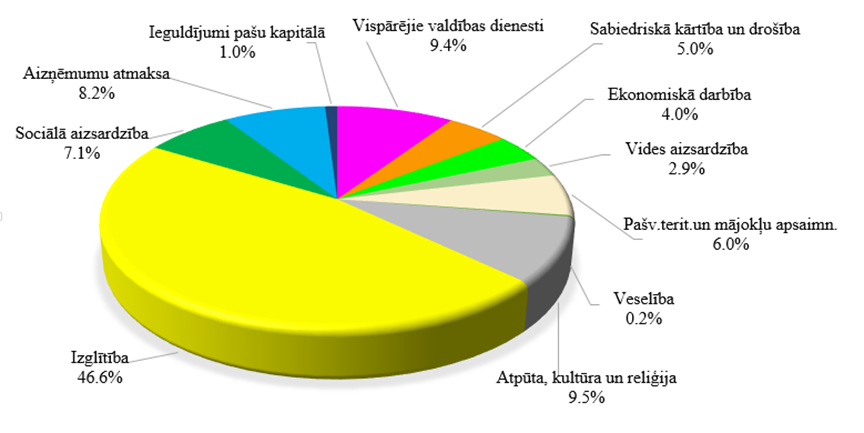 Vispārējie valdības dienesti
9.4%
Sabiedriskā kārtība un drošība
5.0%
Ekonomiskā darbība
4.0%
Vides aizsardzība
2.9%
Pašv.terit.un mājokļu apsaimn.
6.0%
Veselība
0.2%
Atpūta, kultūra un reliģija
9.5%
Izglītība
46.6%
Sociālā aizsardzība
7.1%
Aizņēmumu atmaksa
8.2%
Ieguldījumi pašu kapitālā
1.0%